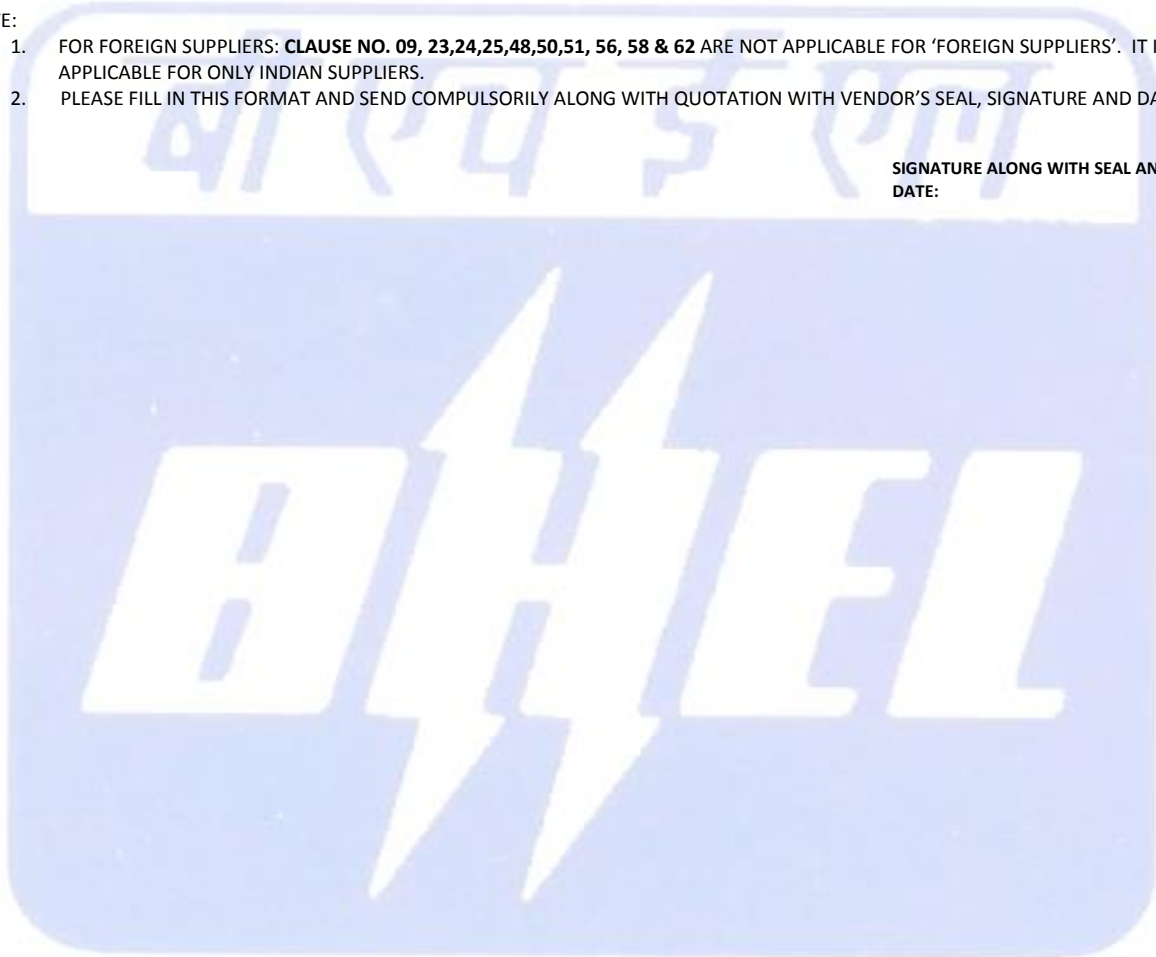 TE:
1. FOR FOREIGN SUPPLIERS: CLAUSE NO. 09, 23,24,25,48,50,51, 56, 58 & 62 ARE NOT APPLICABLE FOR ‘FOREIGN SUPPLIERS’. IT
APPLICABLE FOR ONLY INDIAN SUPPLIERS.
2. PLEASE FILL IN THIS FORMAT AND SEND COMPULSORILY ALONG WITH QUOTATION WITH VENDOR’S SEAL, SIGNATURE AND
बी एच ई एल
SIGNATURE ALONG WITH SEAL
DATE:
BHEL